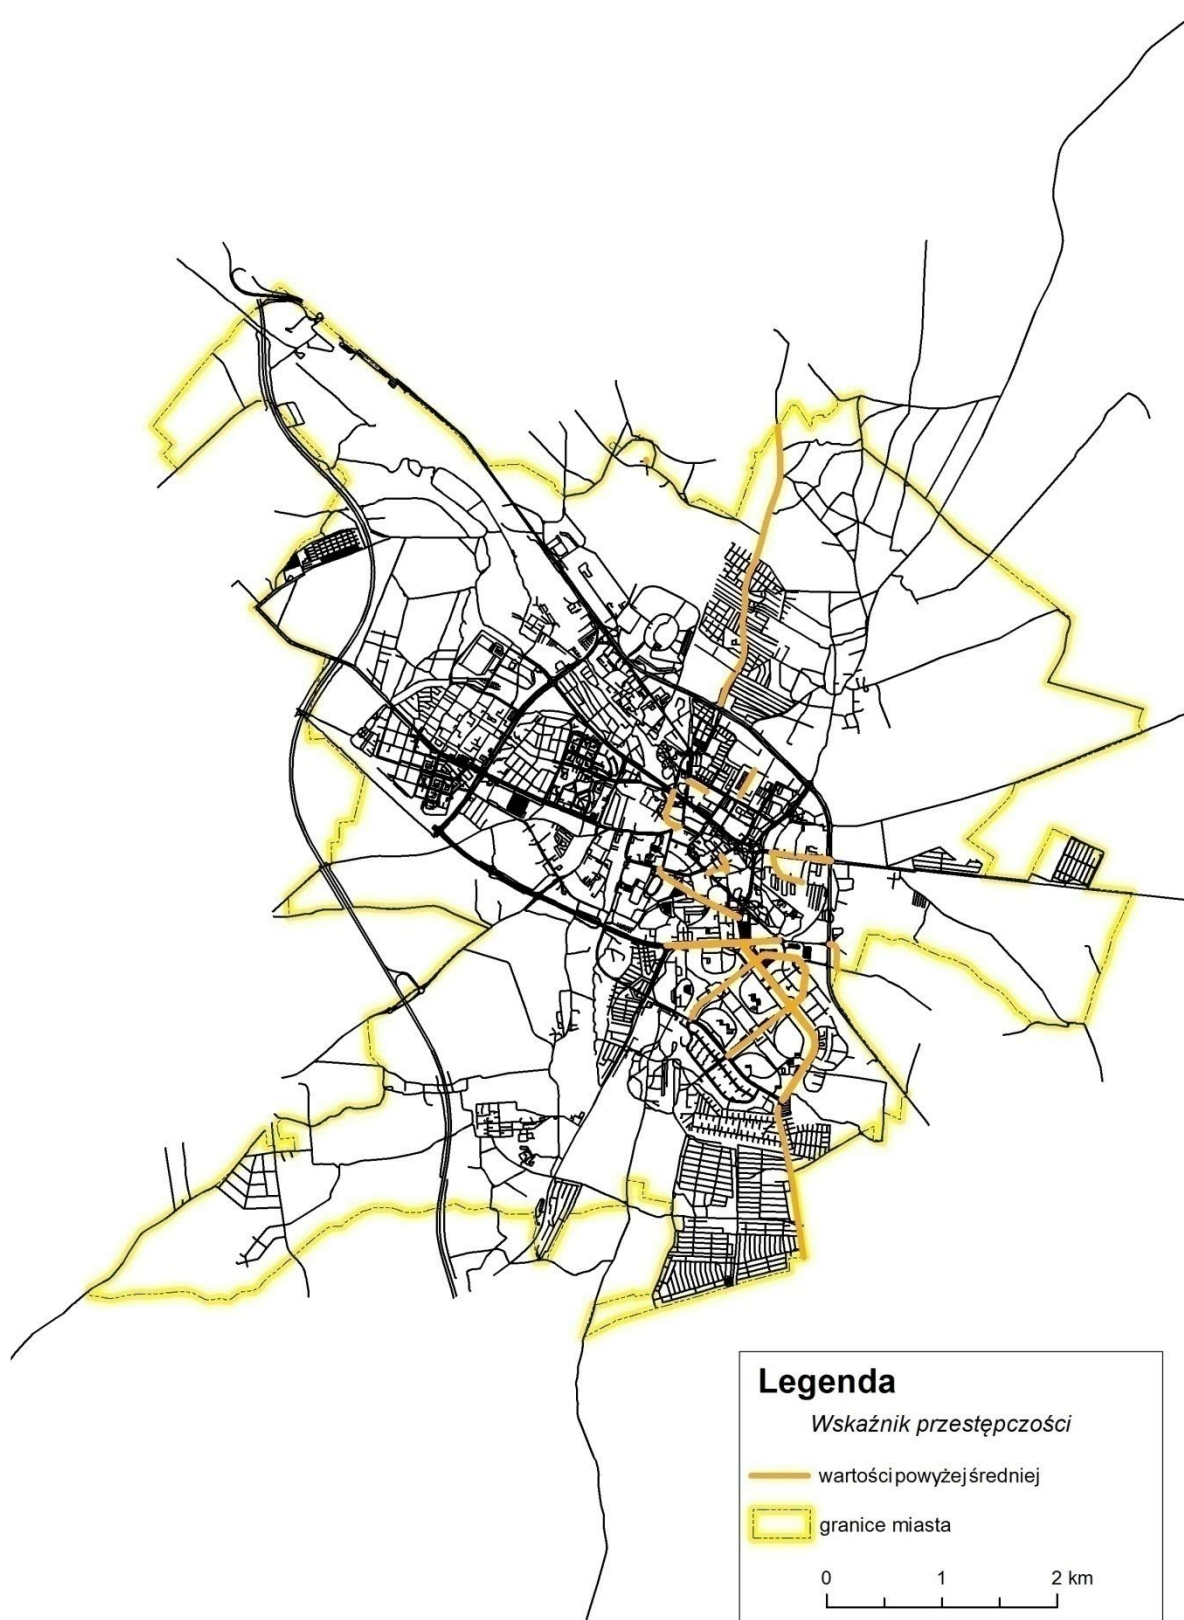 Legenda
Wskaźnik przestępczości
wartości powyżej średniej
granice miasta
0 1 2 km